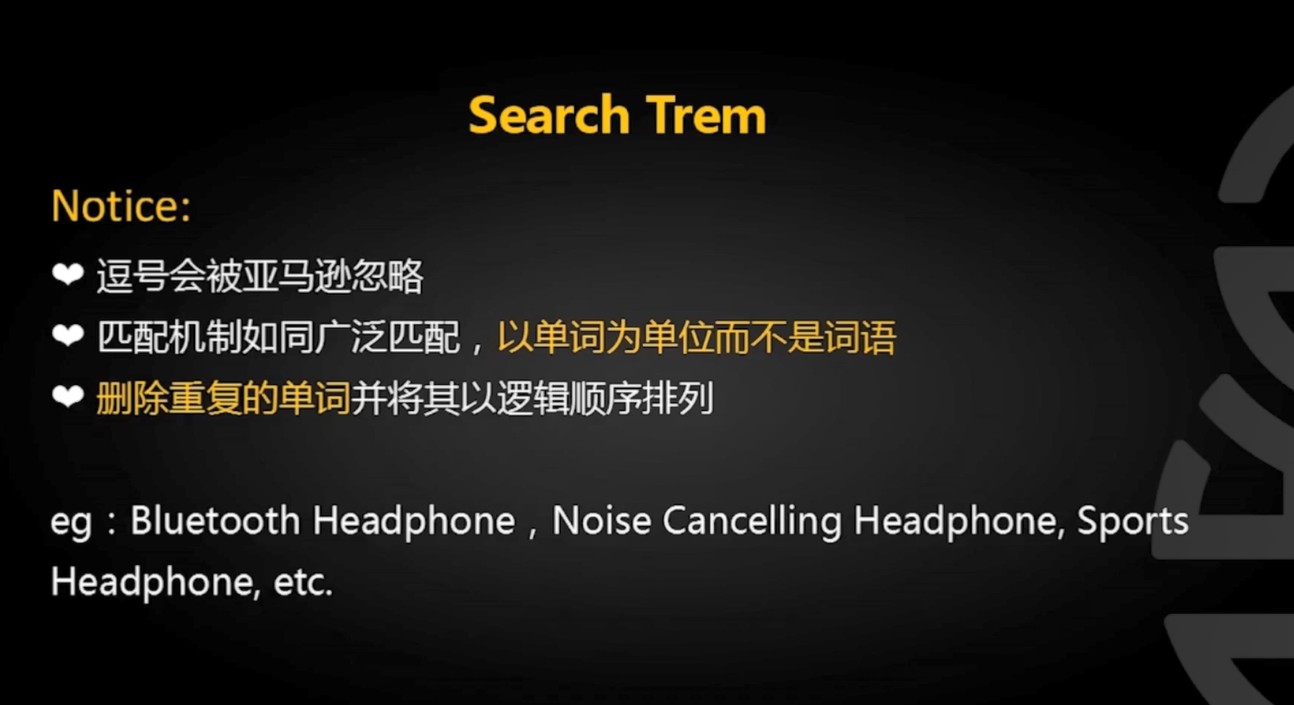 Search Trem
Notice:
❤ 逗号会被亚马逊忽略
❤ 匹配机制如同广泛匹配，以单词为单位而不是词语
❤ 删除重复的单词并将其以逻辑顺序排列
eg：Bluetooth Headphone，Noise Cancelling Headphone, Sports
Headphone, etc.